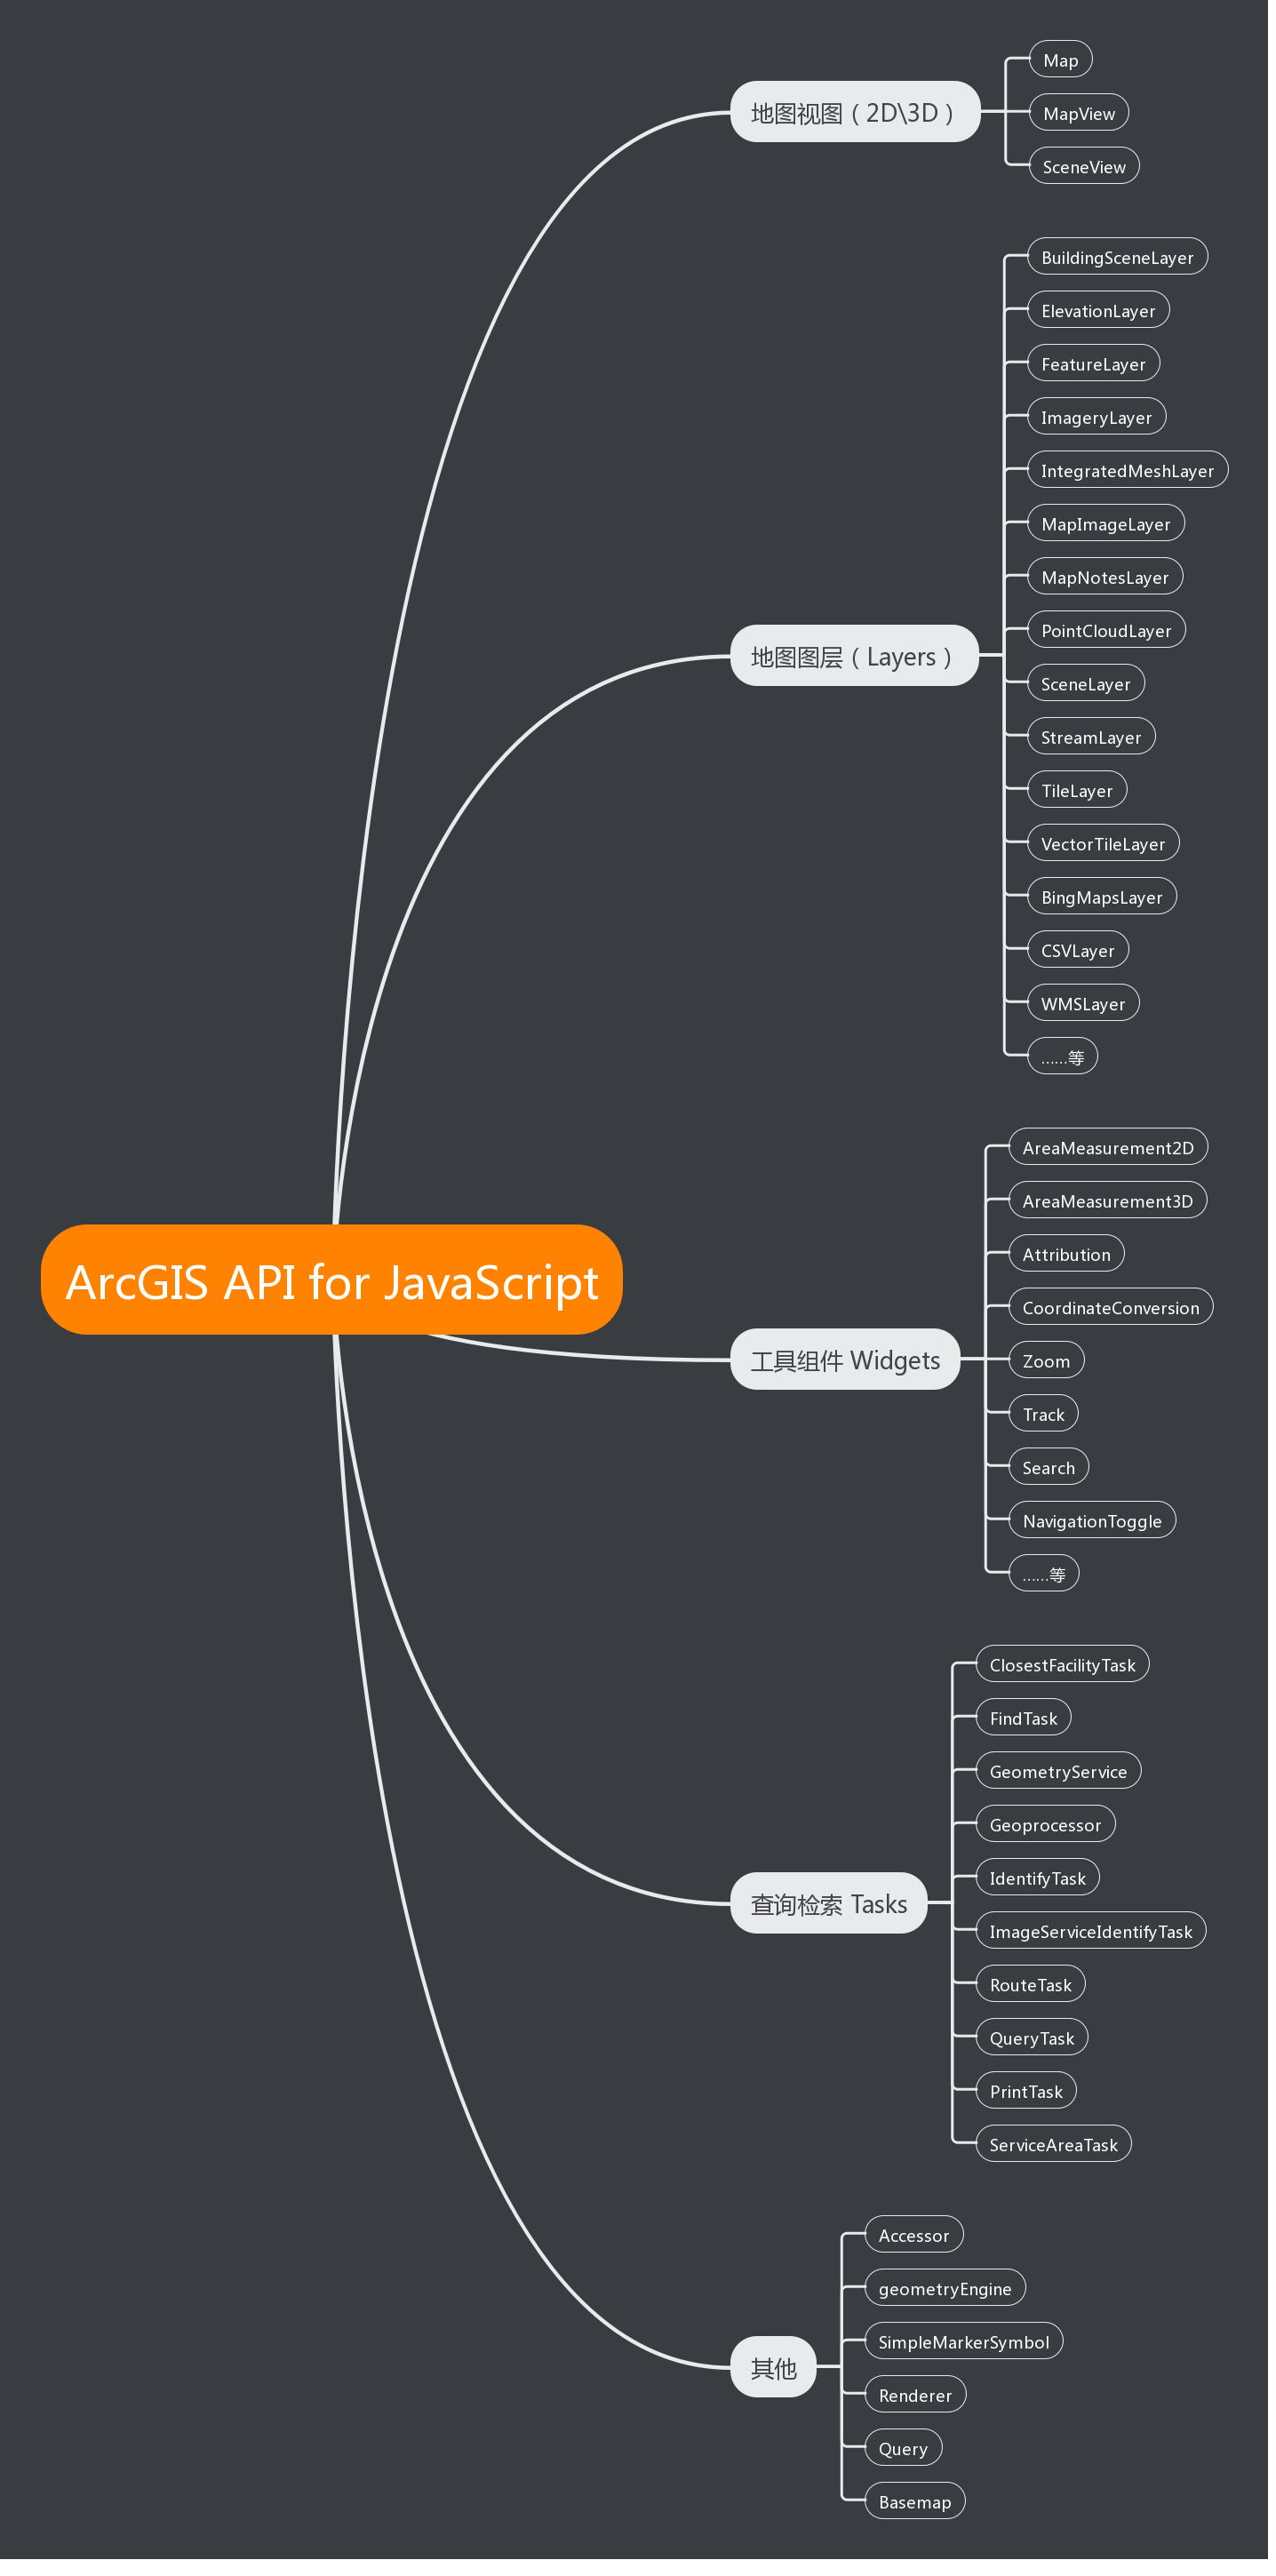 ArcGIS API for JavaScript
地图视图（2D\3D）
Map
MapView
SceneView
地图图层（Layers）
BuildingSceneLayer
ElevationLayer
FeatureLayer
ImageryLayer
IntegratedMeshLayer
MapImageLayer
MapNotesLayer
PointCloudLayer
SceneLayer
StreamLayer
TileLayer
VectorTileLayer
BingMapsLayer
CSVLayer
WMSLayer
……等
工具组件 Widgets
AreaMeasurement2D
AreaMeasurement3D
Attribution
CoordinateConversion
Zoom
Track
Search
NavigationToggle
……等
查询检索 Tasks
ClosestFacilityTask
FindTask
GeometryService
Geoprocessor
IdentifyTask
ImageServiceIdentifyTask
RouteTask
QueryTask
PrintTask
ServiceAreaTask
其他
Accessor
geometryEngine
SimpleMarkerSymbol
Renderer
Query
Basemap